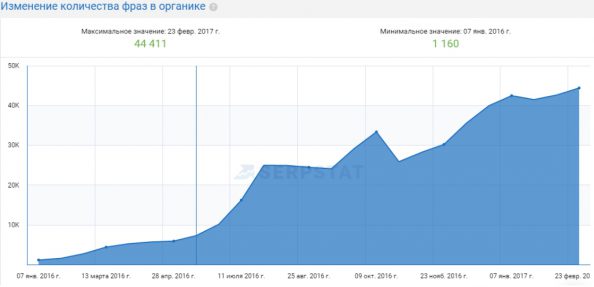 Изменение количества фраз в органике ?
Максимальное значение: 23 февр. 2017 г.
44 411
Минимальное значение: 07 янв. 2016 г.
1 160
50K
40K
30K
20K
10K
SERPSTAT
07 янв. 2016 г. 13 марта 2016 г. 28 апр. 2016 г. 11 июля 2016 г. 25 авг. 2016 г. 09 окт. 2016 г. 23 нояб. 2016 г. 07 янв. 2017 г. 23 февр. 20..